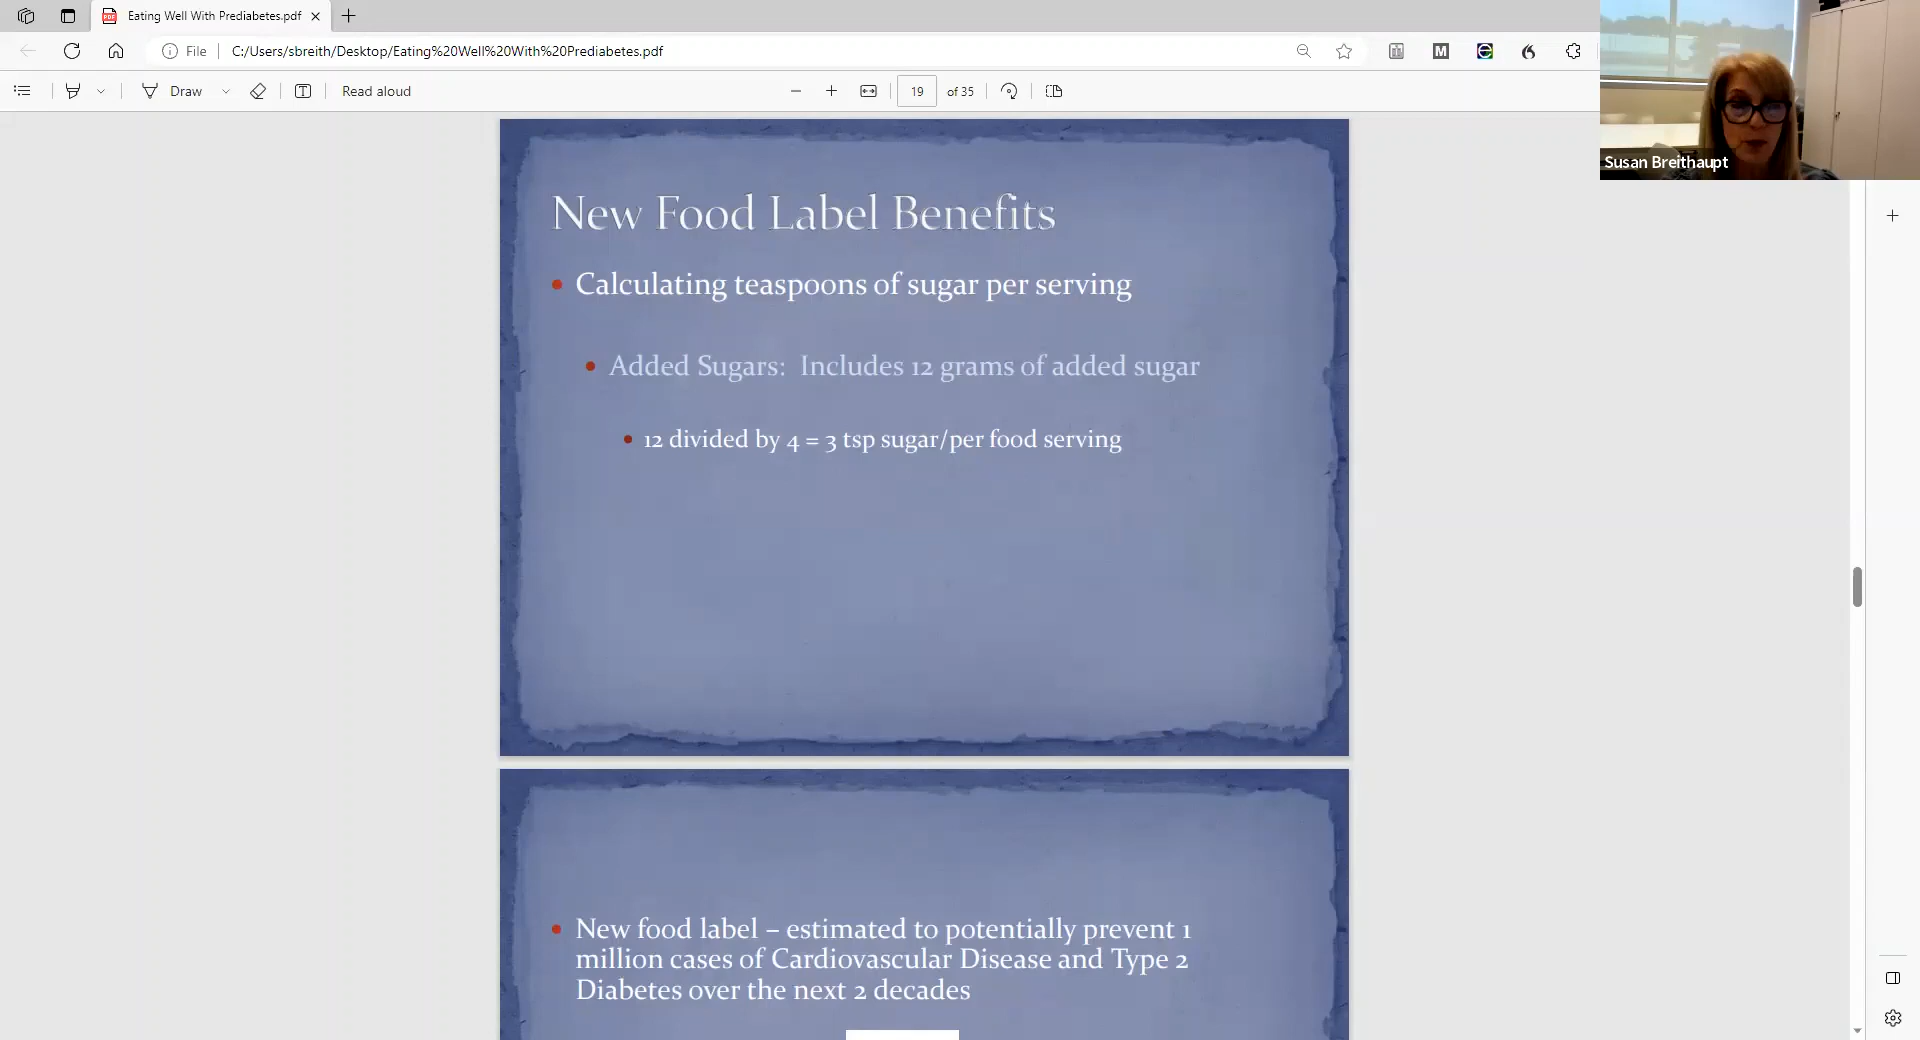 Eating Well With Prediabetes.pdf
File
C:/Users/sbreith/Desktop/Eating%20Well%20With%20Prediabetes.pdf
M
Draw
Read aloud
19
of 35
Susan Breithaupt
New Food Label Benefits
• Calculating teaspoons of sugar per serving
• Added Sugars: Includes 12 grams of added sugar
• 12 divided by 4 = 3 tsp sugar/per food serving
• New food label – estimated to potentially prevent 1
million cases of Cardiovascular Disease and Type 2
Diabetes over the next 2 decades